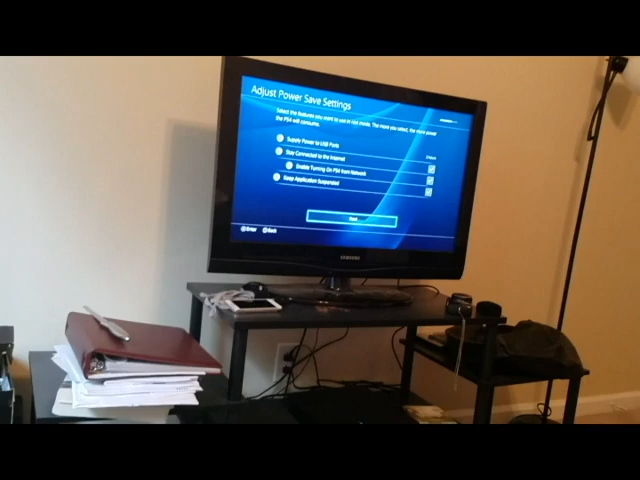 Adjust Power Save Settings
Select the features you want to use in rest mode. The more you select, the more power
the PS4 will consume.
Supply Power to USB Ports
3 Hours
Stay Connected to the Internet
Enable Turning On PS4 from Network
Keep Application Suspended
Enter Back
SAMSUNG